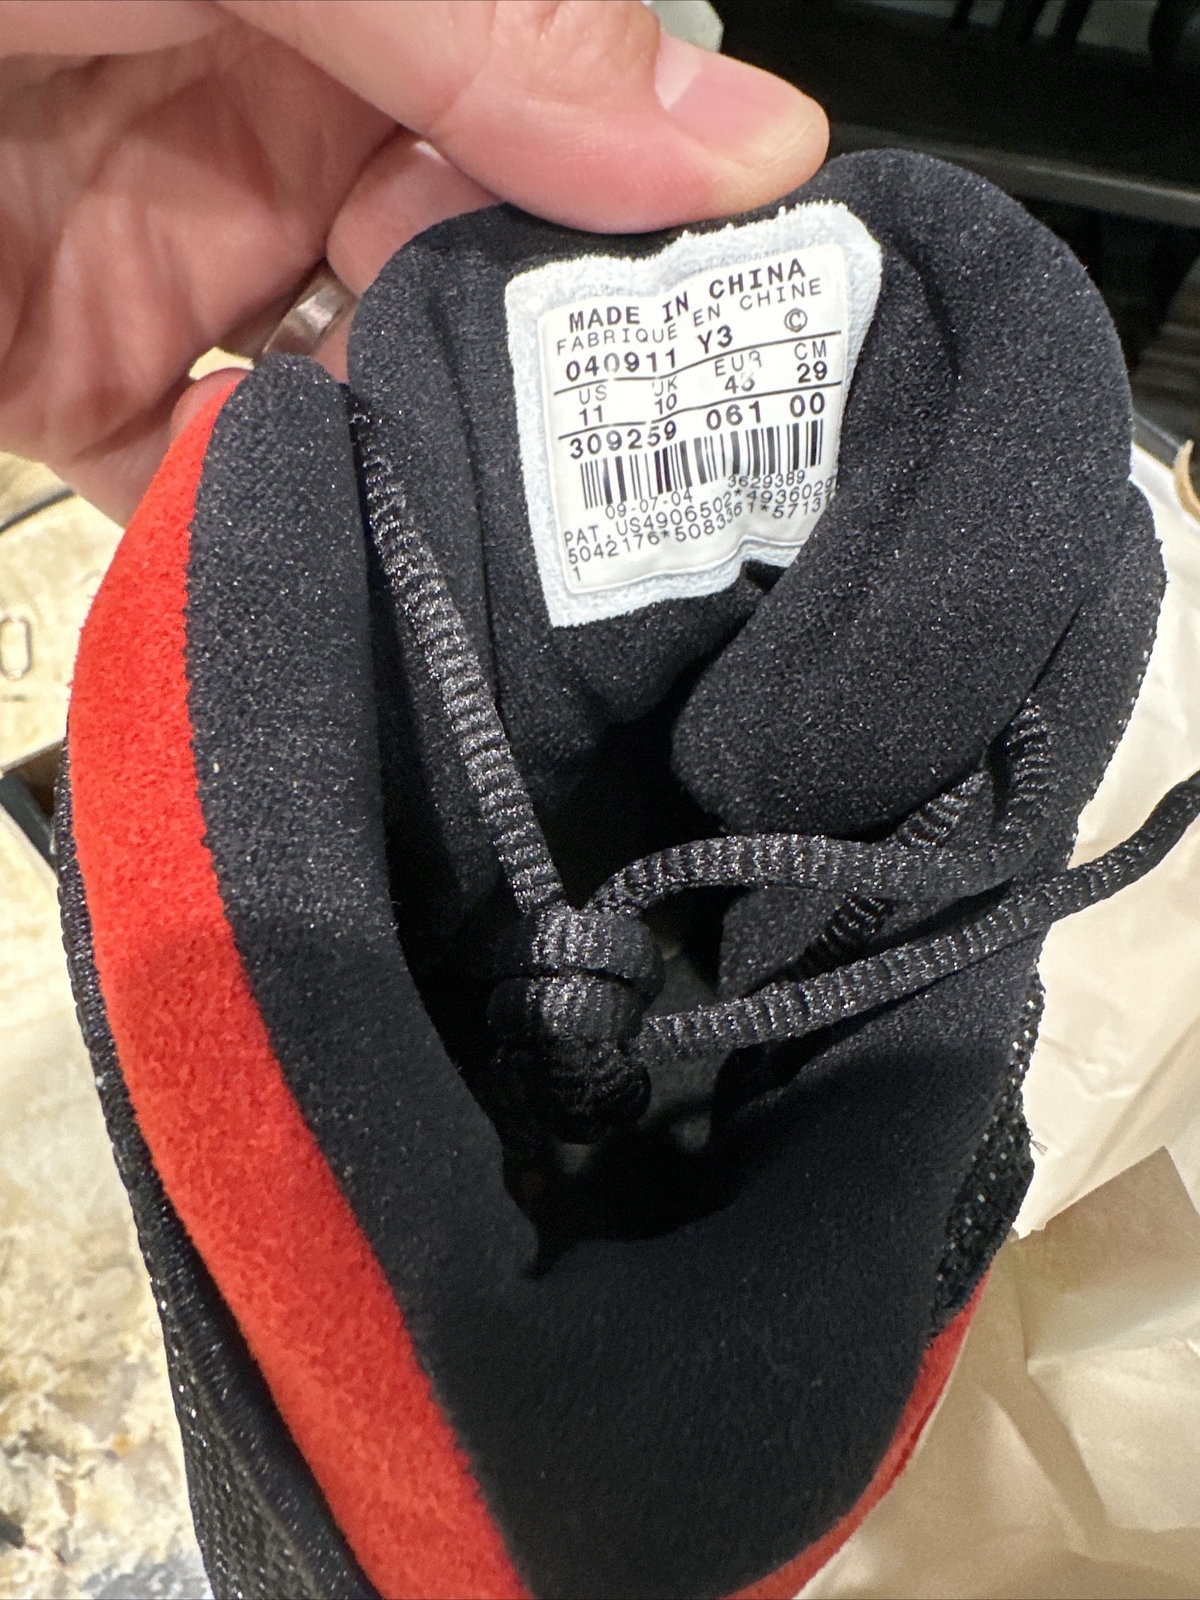 MADE IN CHINA
FABRIQUE EN CHINE
040911 Y3 ©
US UK EUR CM
11 10 45 29
309259 061 00
3629389
09-07-04
PAT. US4906502*4936029
5042176*5083361*5713
1